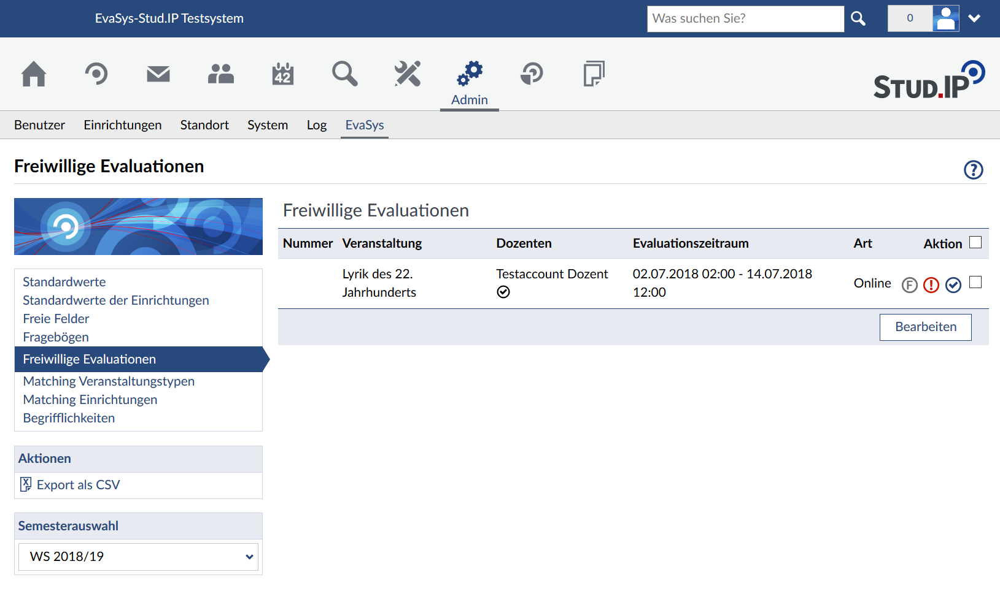 EvaSys-Stud.IP Testsystem
Was suchen Sie?
0
42
Admin
STUD.IP
Benutzer Einrichtungen Standort System Log EvaSys
Freiwillige Evaluationen
?
Standardwerte
Standardwerte der Einrichtungen
Freie Felder
Fragebögen
Freiwillige Evaluationen
Matching Veranstaltungstypen
Matching Einrichtungen
Begrifflichkeiten
Aktionen
X
Export als CSV
Semesterauswahl
WS 2018/19
Freiwillige Evaluationen
Nummer Veranstaltung Dozenten Evaluationszeitraum Art Aktion
Lyrik des 22. Jahrhunderts
Testaccount Dozent
02.07.2018 02:00 - 14.07.2018
12:00
Online F !
Bearbeiten